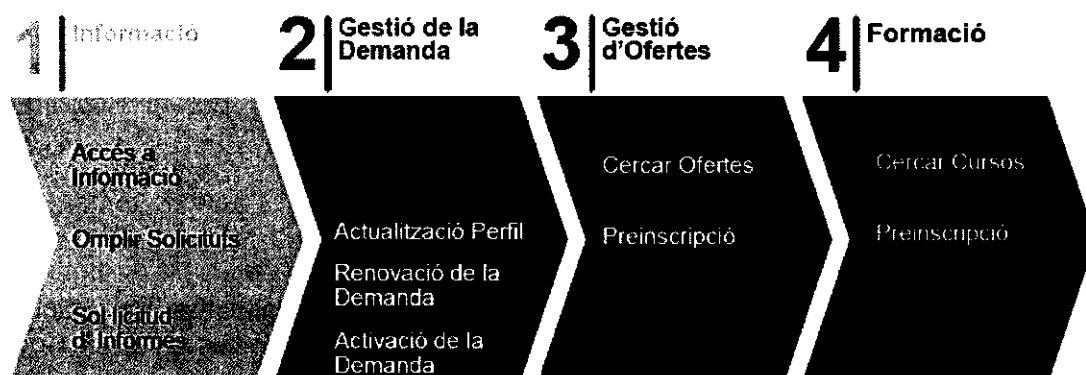 1 Informació
2 Gestió de la
Demanda
3 Gestió
d'Ofertes
4 Formació
Accés a
Informació
Omplir Sol·licituts
Sol·licitud
d'Informes
Actualització Perfil
Renovació de la
Demanda
Activació de la
Demanda
Cercar Ofertes
Preinscripció
Cercar Cursos
Preinscripció